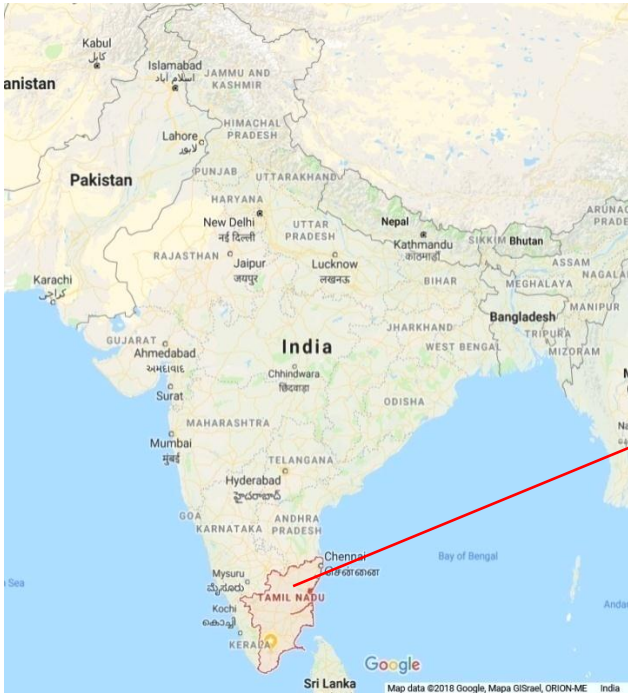 Kabul
کابل
anistan
Islamabad
اسلام آباد
JAMMU AND
KASHMIR
HIMACHAL
PRADESH
Lahore
لاہور
PUNJAB
UTTARAKHAND
Pakistan
HARYANA
New Delhi
नई दिल्ली
UTTAR
PRADESH
Nepal
Kathmandu
काठमाडौं
SIKKIM
Bhutan
ARUNAC
PRADE
RAJASTHAN
Jaipur
जयपुर
Lucknow
लखनऊ
ASSAM
NAGALAN
MEGHALAYA
BIHAR
Karachi
کراچی
MANIPUR
Bangladesh
TRIPURA
MIZORAM
JHARKHAND
WEST BENGAL
GUJARAT
Ahmedabad
અમદાવાદ
India
Chhindwara
छिंदवाड़ा
Surat
ODISHA
MAHARASHTRA
Mumbai
मुंबई
Na
TELANGANA
Hyderabad
హైదరాబాద్
GOA
KARNATAKA
ANDHRA
PRADESH
Chennai
சென்னை
Bay of Bengal
Sea
Mysuru
ಮೈಸೂರು
TAMIL NADU
Kochi
കൊച്ചി
Andar
KERALA
Google
Sri Lanka
Map data ©2018 Google, Mapa GISrael, ORION-ME India